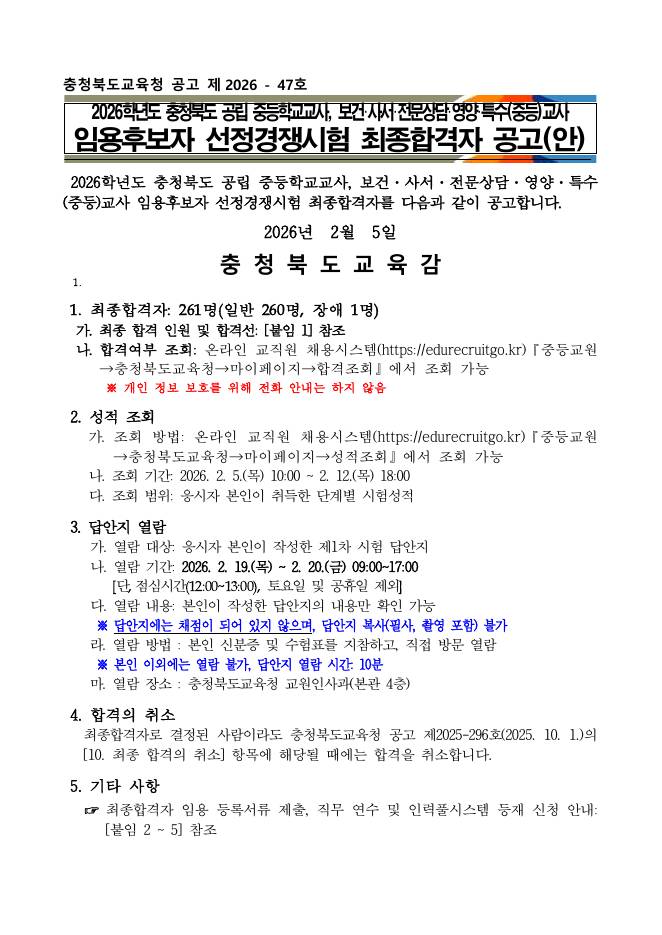 충청북도교육청 공고 제 2026 - 47호
2026학년도 충청북도 공립 중등학교교사, 보건·사서·전문상담·영양·특수(중등)교사
임용후보자 선정경쟁시험 최종합격자 공고(안)
2026학년도 충청북도 공립 중등학교교사, 보건·사서·전문상담·영양·특수
(중등)교사 임용후보자 선정경쟁시험 최종합격자를 다음과 같이 공고합니다.
2026년 2월 5일
충 청 북 도 교 육 감
1.
1. 최종합격자: 261명(일반 260명, 장애 1명)
가. 최종 합격 인원 및 합격선: [붙임 1] 참조
나. 합격여부 조회: 온라인 교직원 채용시스템(https://edurecruitgo.kr)『중등교원
→충청북도교육청→마이페이지→합격조회』에서 조회 가능
※ 개인 정보 보호를 위해 전화 안내는 하지 않음
2. 성적 조회
가. 조회 방법: 온라인 교직원 채용시스템(https://edurecruitgo.kr)『중등교원
→충청북도교육청→마이페이지→성적조회』에서 조회 가능
나. 조회 기간: 2026. 2. 5.(목) 10:00 ~ 2. 12.(목) 18:00
다. 조회 범위: 응시자 본인이 취득한 단계별 시험성적
3. 답안지 열람
가. 열람 대상: 응시자 본인이 작성한 제1차 시험 답안지
나. 열람 기간: 2026. 2. 19.(목) ~ 2. 20.(금) 09:00~17:00
[단, 점심시간(12:00~13:00), 토요일 및 공휴일 제외]
다. 열람 내용: 본인이 작성한 답안지의 내용만 확인 가능
※ 답안지에는 채점이 되어 있지 않으며, 답안지 복사(필사, 촬영 포함) 불가
라. 열람 방법 : 본인 신분증 및 수험표를 지참하고, 직접 방문 열람
※ 본인 이외에는 열람 불가, 답안지 열람 시간: 10분
마. 열람 장소 : 충청북도교육청 교원인사과(본관 4층)
4. 합격의 취소
최종합격자로 결정된 사람이라도 충청북도교육청 공고 제2025-296호(2025. 10. 1.)의
[10. 최종 합격의 취소] 항목에 해당될 때에는 합격을 취소합니다.
5. 기타 사항
☞ 최종합격자 임용 등록서류 제출, 직무 연수 및 인력풀시스템 등재 신청 안내:
[붙임 2 ~ 5] 참조